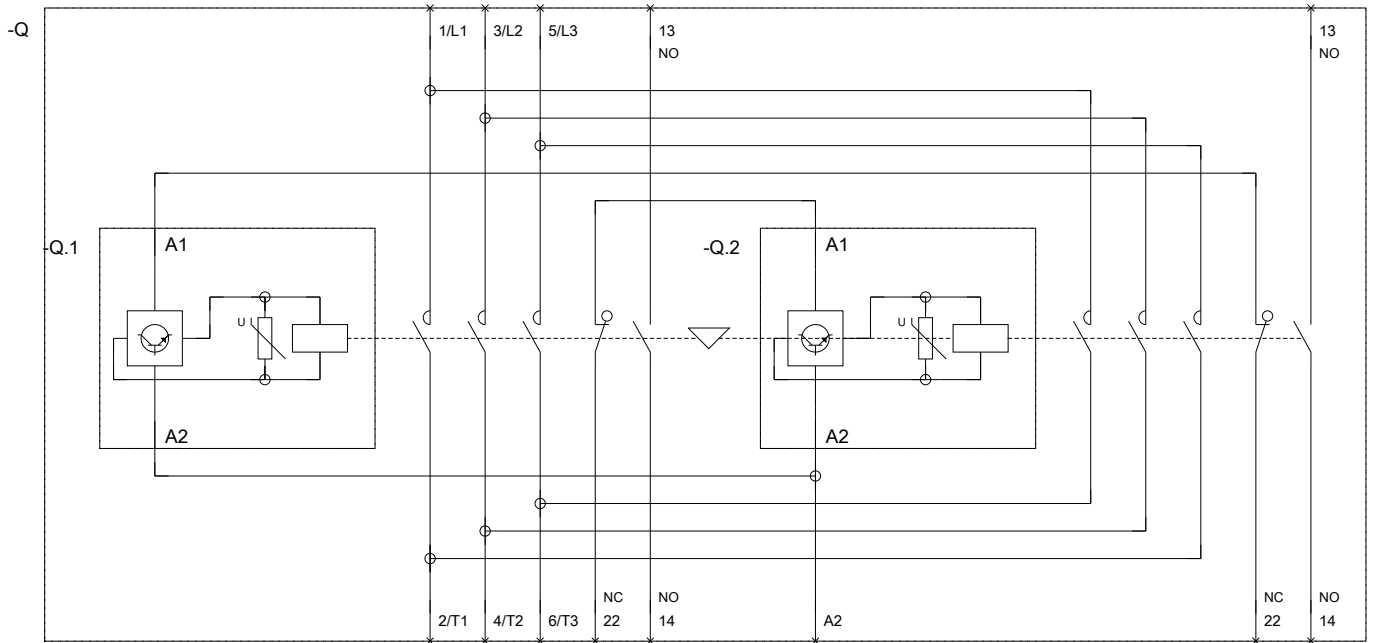 -Q
1/L1 3/L2 5/L3 13 13
NO NO
-Q.1 A1 -Q.2 A1
U U
A2 A2
NC NO NC NO
2/T1 4/T2 6/T3 22 14 A2 22 14